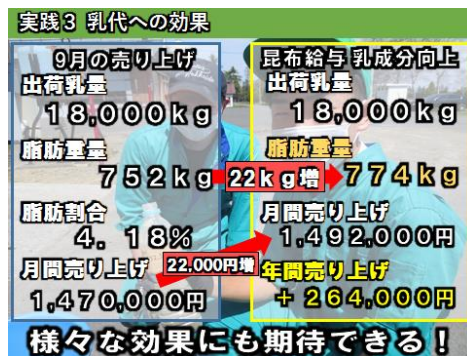 実践3 乳代への効果
9月の売り上げ
出荷乳量
18,000kg
脂肪重量
752kg
脂肪割合
4.18%
月間売り上げ
1,470,000円
22kg増
22,000円増
昆布給与 乳成分向上
出荷乳量
18,000kg
脂肪重量
774kg
月間売り上げ
1,492,000円
年間売り上げ
+264,000円
様々な効果にも期待できる!